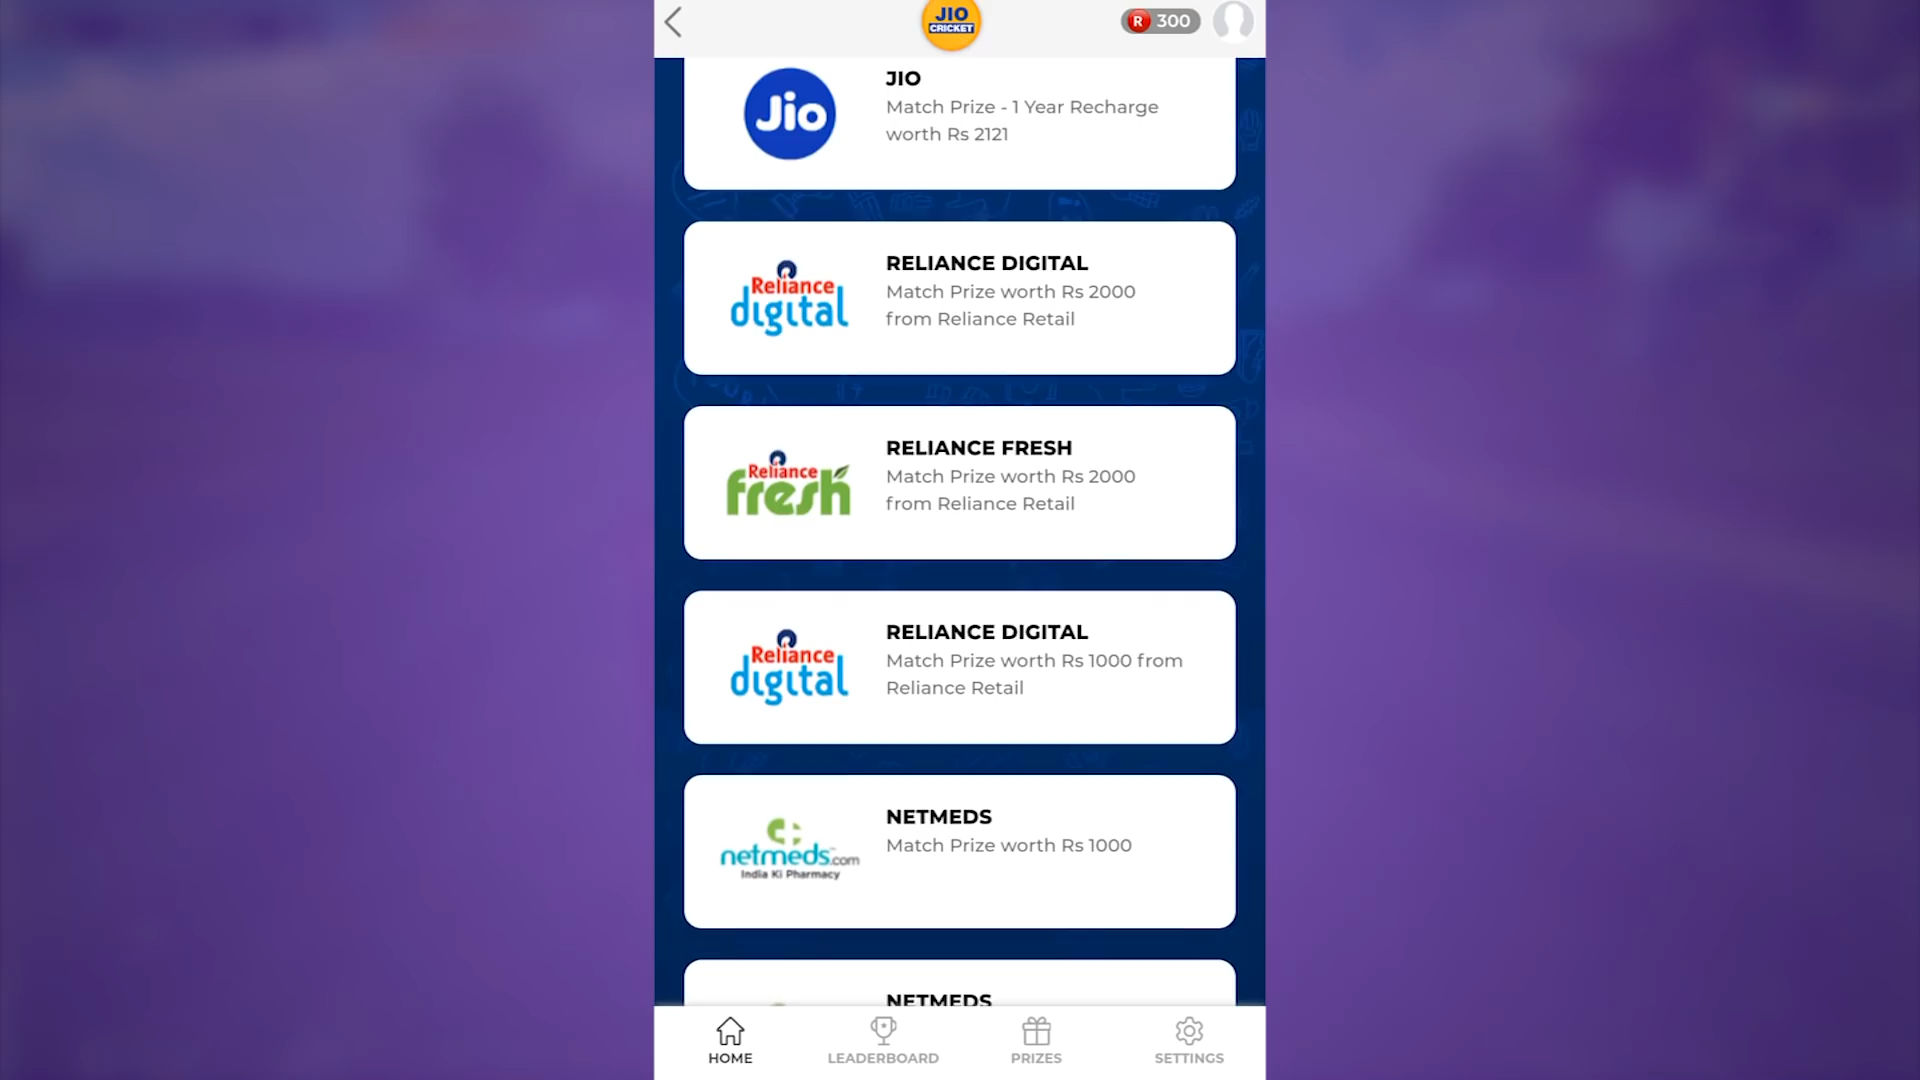 JIO
CRICKET
R 300
Jio
JIO
Match Prize - 1 Year Recharge
worth Rs 2121
Reliance
digital
RELIANCE DIGITAL
Match Prize worth Rs 2000
from Reliance Retail
Reliance
fresh
RELIANCE FRESH
Match Prize worth Rs 2000
from Reliance Retail
Reliance
digital
RELIANCE DIGITAL
Match Prize worth Rs 1000 from
Reliance Retail
netmeds.com
India Ki Pharmacy
NETMEDS
Match Prize worth Rs 1000
NETMEDS
HOME
LEADERBOARD
PRIZES
SETTINGS